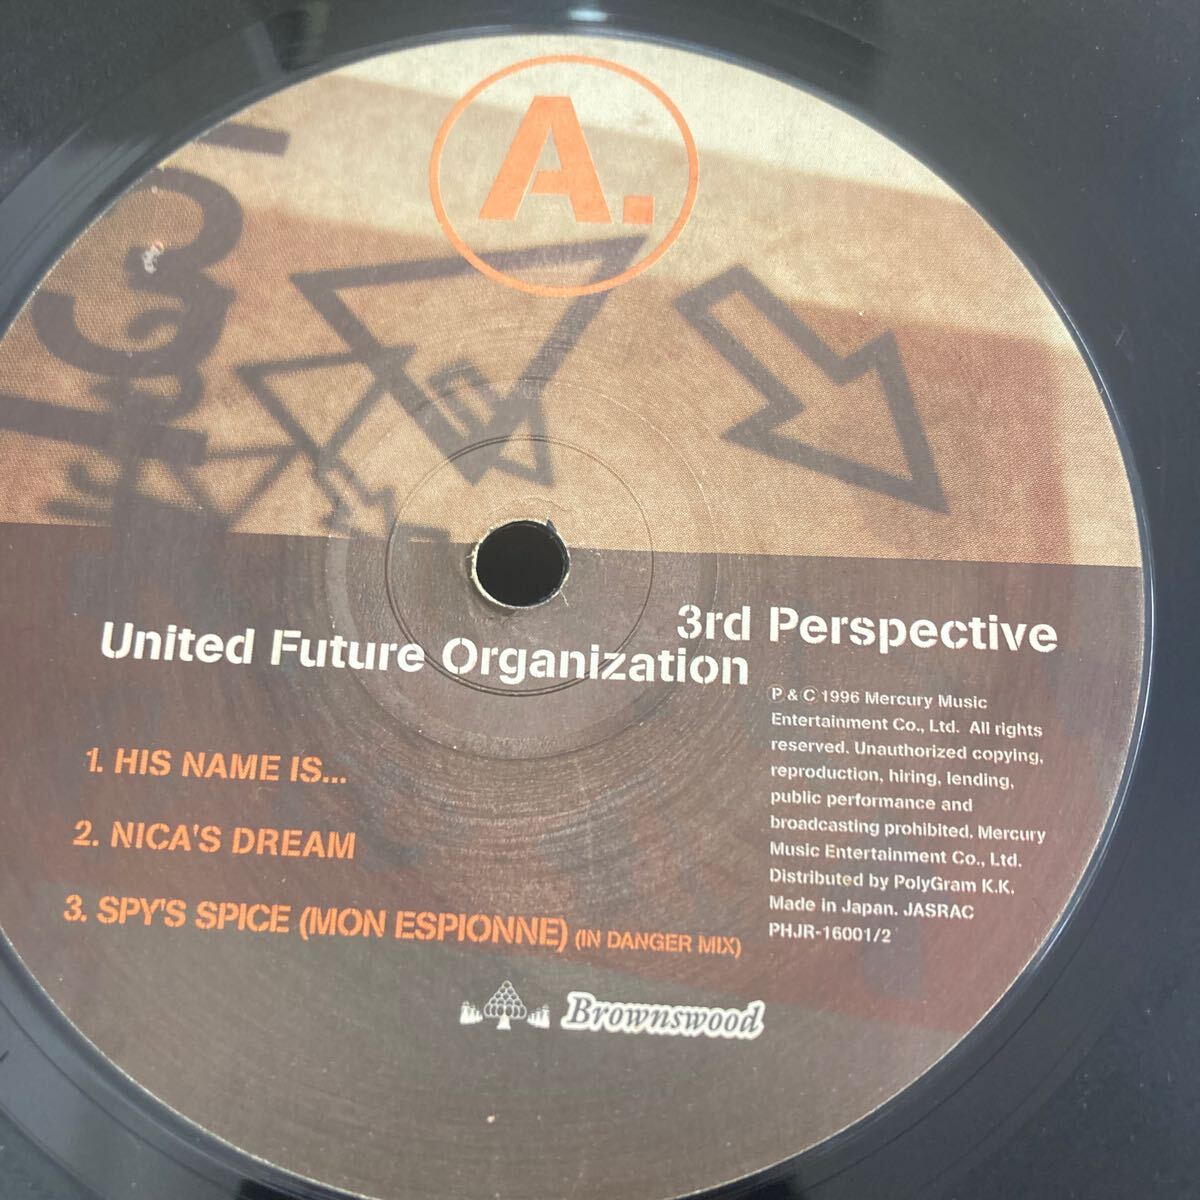 A.
3rd Perspective
United Future Organization
1. HIS NAME IS...
2. NICA'S DREAM
3. SPY'S SPICE (MON ESPIONNE) (IN DANGER MIX)
P & C 1996 Mercury Music
Entertainment Co., Ltd. All rights
reserved. Unauthorized copying,
reproduction, hiring, lending,
public performance and
broadcasting prohibited. Mercury
Music Entertainment Co., Ltd.
Distributed by PolyGram K.K.
Made in Japan. JASRAC
PHJR-16001/2
Brownswood